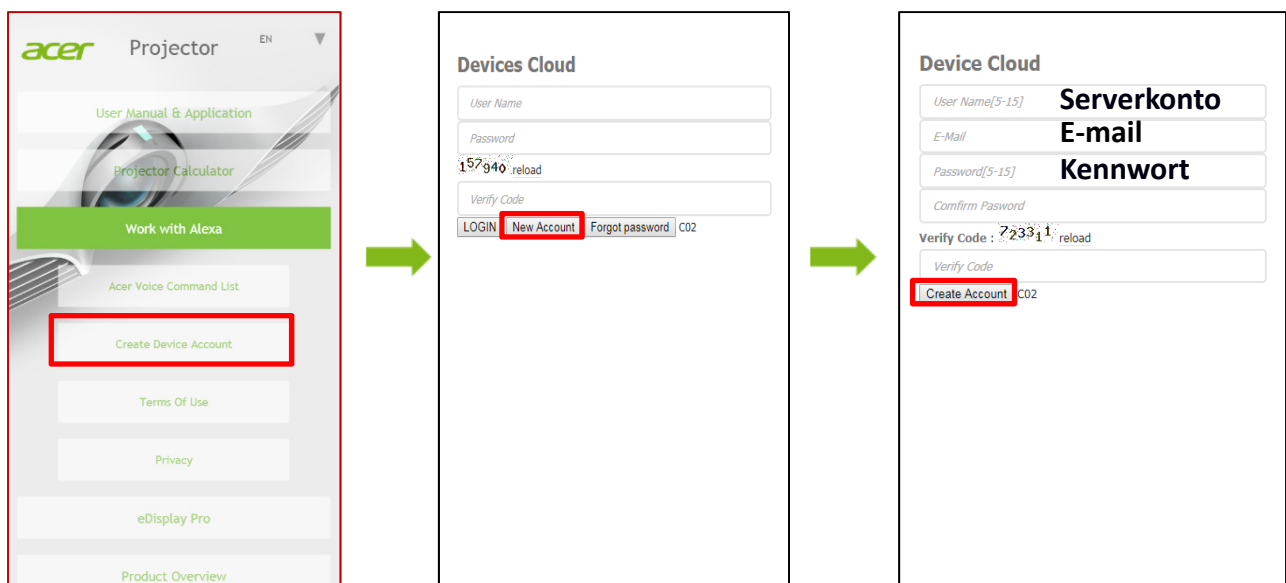 acer Projector EN
User Manual & Application
Projector Calculator
Work with Alexa
Acer Voice Command List
Create Device Account
Terms Of Use
Privacy
eDisplay Pro
Product Overview
Devices Cloud
User Name
Password
157940 reload
Verify Code
LOGIN New Account Forgot password C02
Device Cloud
User Name[5-15] Serverkonto
E-Mail E-mail
Password[5-15] Kennwort
Comfirm Pasword
Verify Code : 723311 reload
Verify Code
Create Account C02